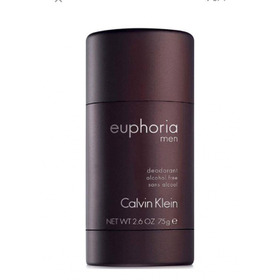 euphoria
men
deodorant
alcohol free
sans alcool
Calvin Klein
NET WT 2.6 OZ 75g ℮